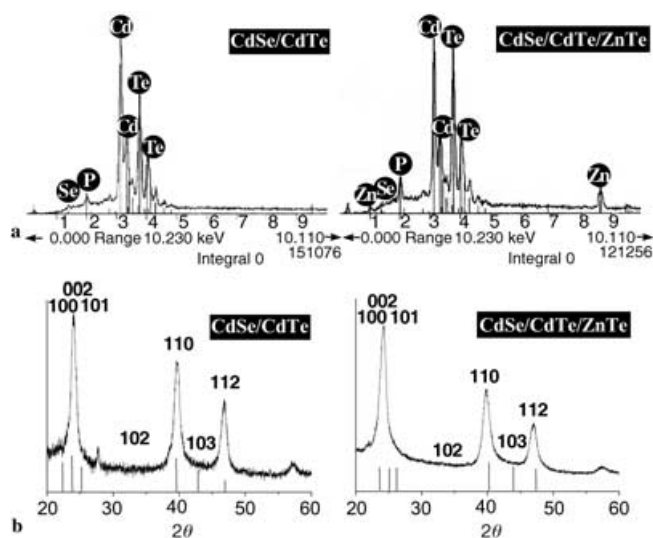 CdSe/CdTe
Cd
Te
Cd
Te
Se
P
1 2 3 4 5 6 7 8 9
0.000 Range 10.230 keV 10.110
Integral 0 151076
CdSe/CdTe/ZnTe
Cd
Te
Cd
Te
P
Zn
Se
Zn
1 2 3 4 5 6 7 8 9
0.000 Range 10.230 keV 10.110
Integral 0 121256
a
CdSe/CdTe
002
100 101
110
112
102
103
20 30 40 50 60
2θ
CdSe/CdTe/ZnTe
002
100 101
110
112
102
103
20 30 40 50 60
2θ
b